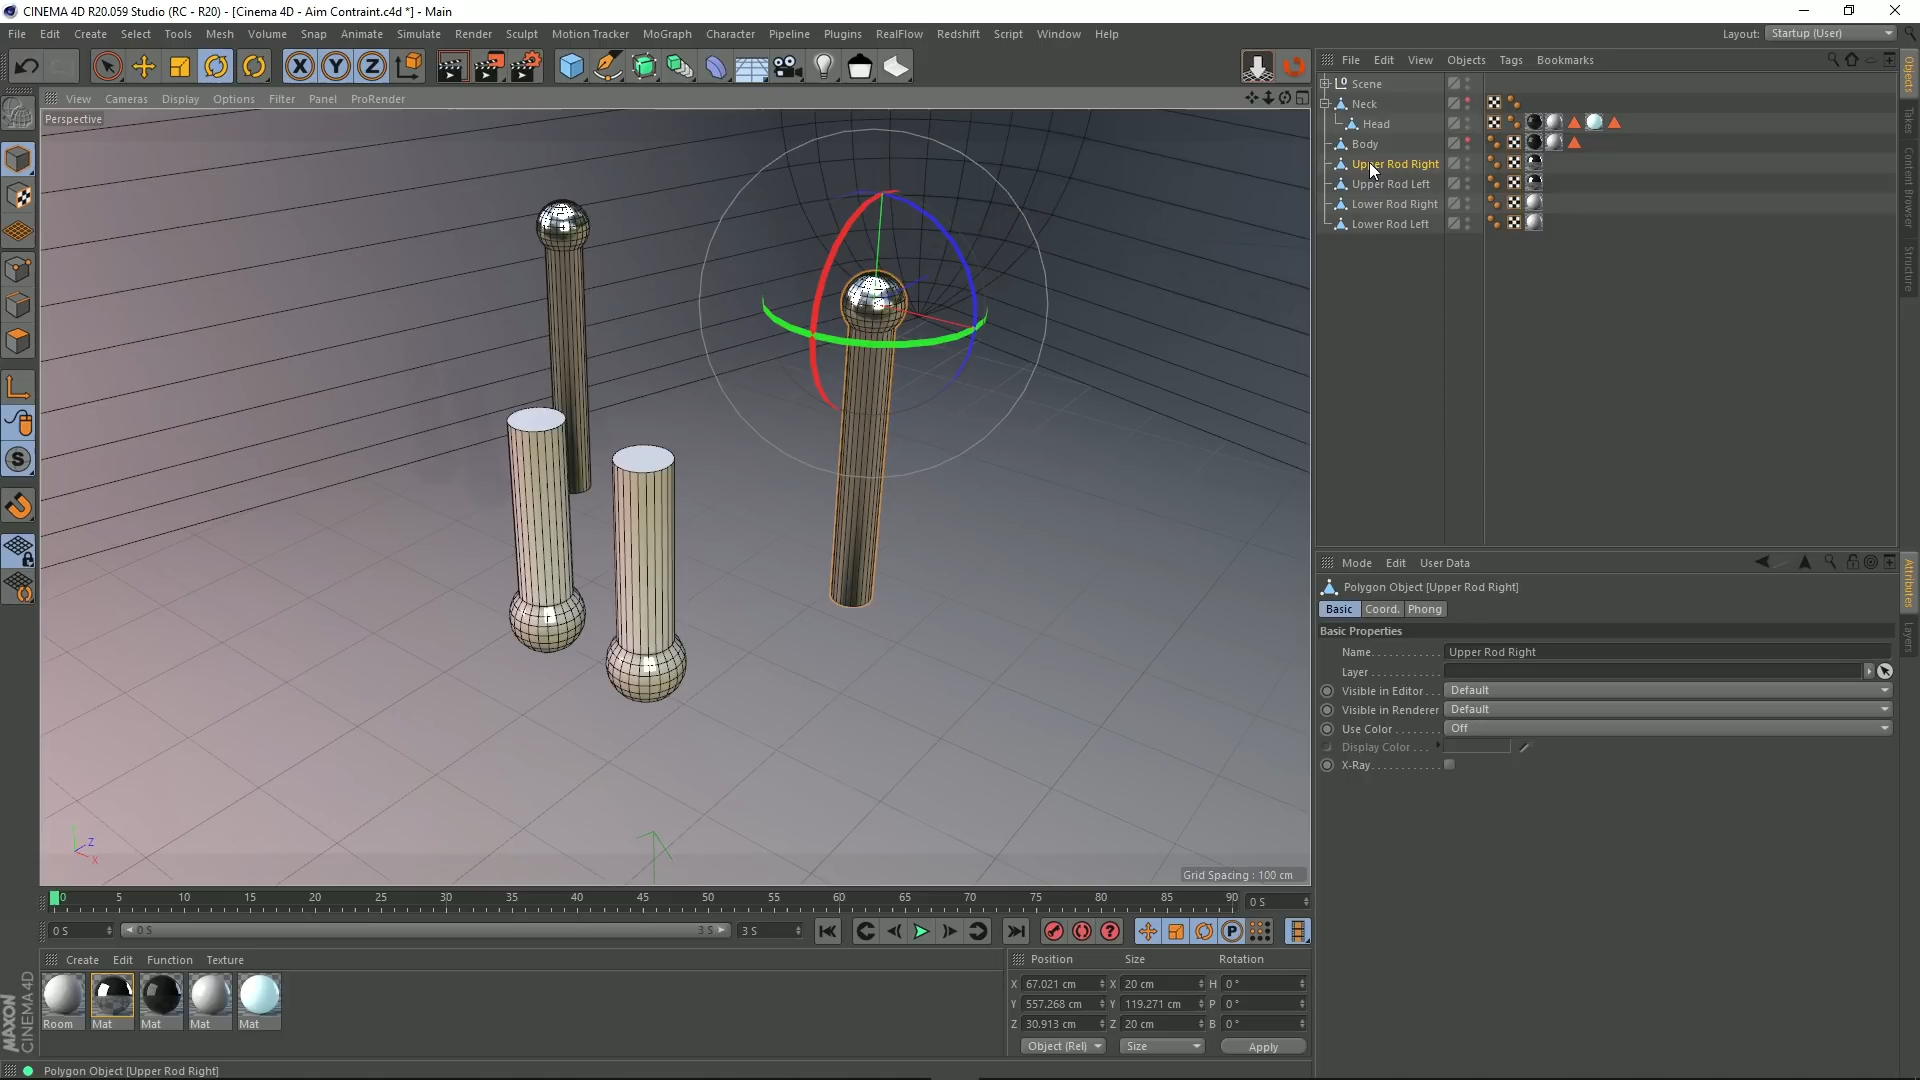 CINEMA 4D R20.059 Studio (RC - R20) - [Cinema 4D - Aim Contraint.c4d *] - Main
File Edit Create Select Tools Mesh Volume Snap Animate Simulate Render Sculpt Motion Tracker MoGraph Character Pipeline Plugins RealFlow Redshift Script Window Help
Layout: Startup (User)
X Y Z
File Edit View Objects Tags Bookmarks
View Cameras Display Options Filter Panel ProRender
Perspective
Scene
Neck
Head
Body
Upper Rod Right
Upper Rod Left
Lower Rod Right
Lower Rod Left
Objects
Takes
Content Browser
Structure
S
Mode Edit User Data
Polygon Object [Upper Rod Right]
Basic Coord. Phong
Basic Properties
Name Upper Rod Right
Layer
Visible in Editor Default
Visible in Renderer Default
Use Color Off
Display Color
X-Ray
Attributes
Layers
Y
Z
X
Grid Spacing : 100 cm
0 5 10 15 20 25 30 35 40 45 50 55 60 65 70 75 80 85 90 0 S
0 S 0 S 3 S 3 S
P
Create Edit Function Texture
Room Mat Mat Mat Mat
Position Size Rotation
X 67.021 cm X 20 cm H 0 °
Y 557.268 cm Y 119.271 cm P 0 °
Z 30.913 cm Z 20 cm B 0 °
Object (Rel) Size Apply
MAXON
CINEMA 4D
Polygon Object [Upper Rod Right]